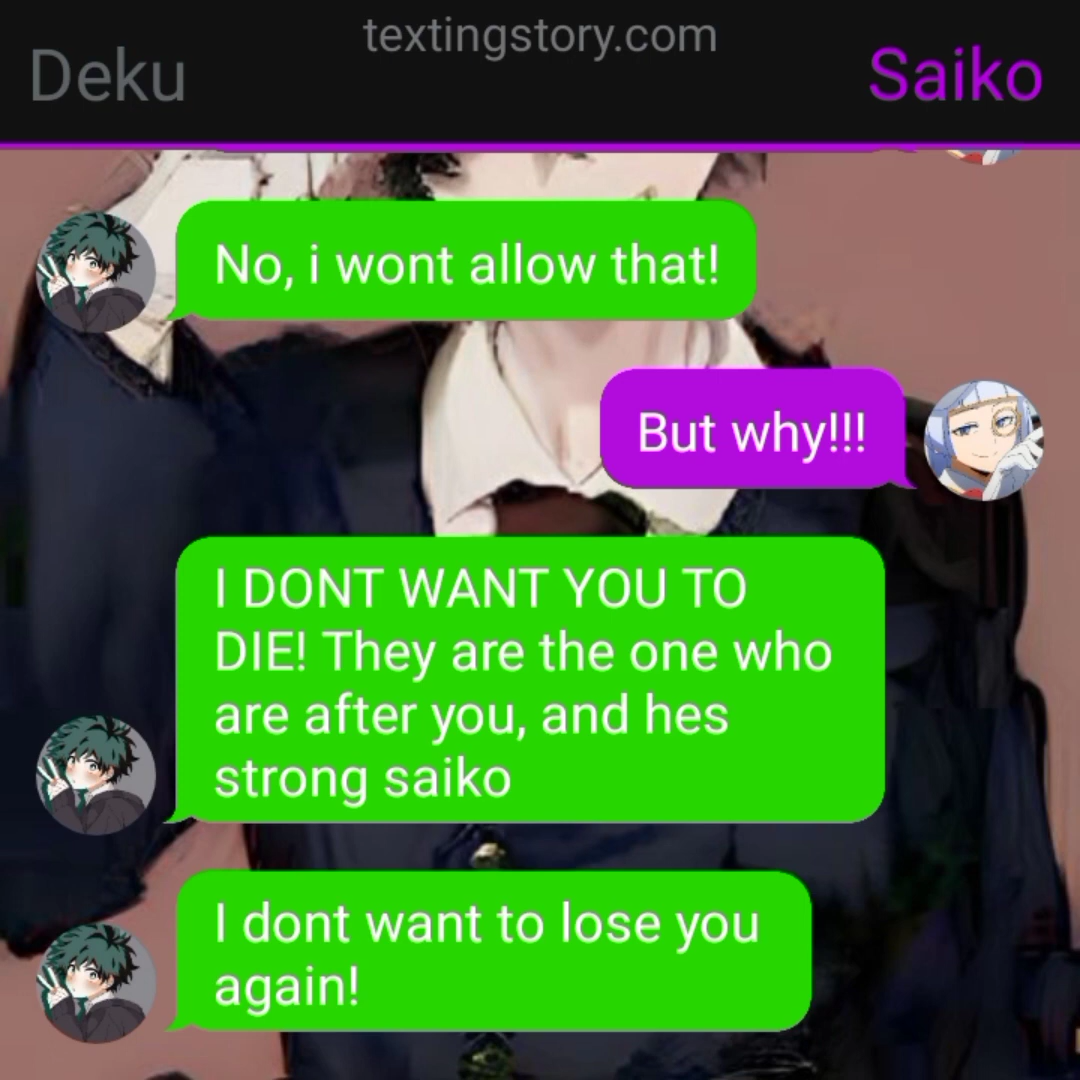 textingstory.com
Deku
Saiko
No, i wont allow that!
But why!!!
I DONT WANT YOU TO
DIE! They are the one who
are after you, and hes
strong saiko
I dont want to lose you
again!